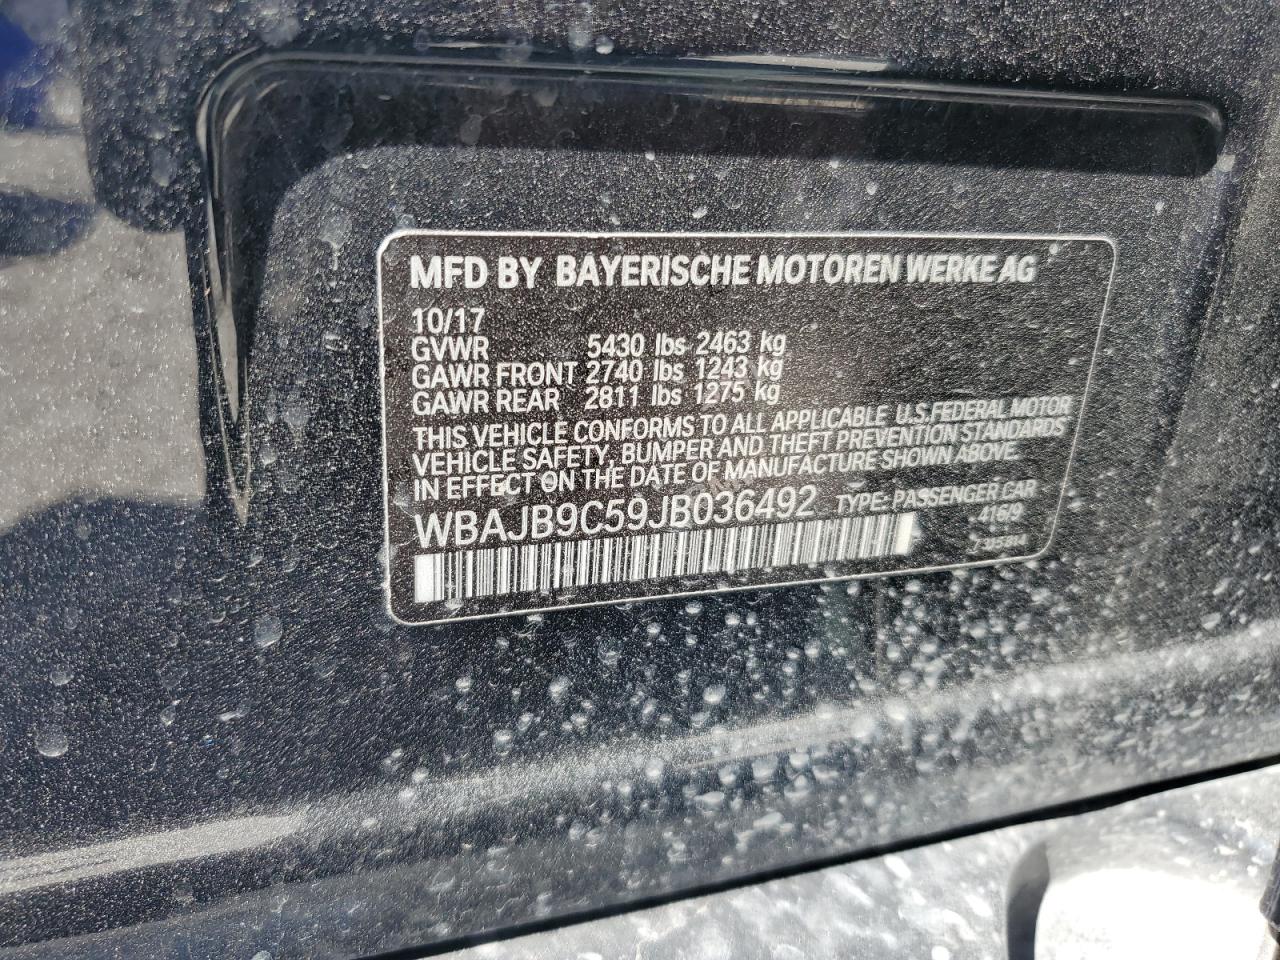 MFD BY BAYERISCHE MOTOREN WERKE AG
10/17
GVWR 5430 lbs 2463 kg
GAWR FRONT 2740 lbs 1243 kg
GAWR REAR 2811 lbs 1275 kg
THIS VEHICLE CONFORMS TO ALL APPLICABLE U.S.FEDERAL MOTOR
VEHICLE SAFETY, BUMPER AND THEFT PREVENTION STANDARDS
IN EFFECT ON THE DATE OF MANUFACTURE SHOWN ABOVE.
WBAJB9C59JB036492 TYPE: PASSENGER CAR
416/9